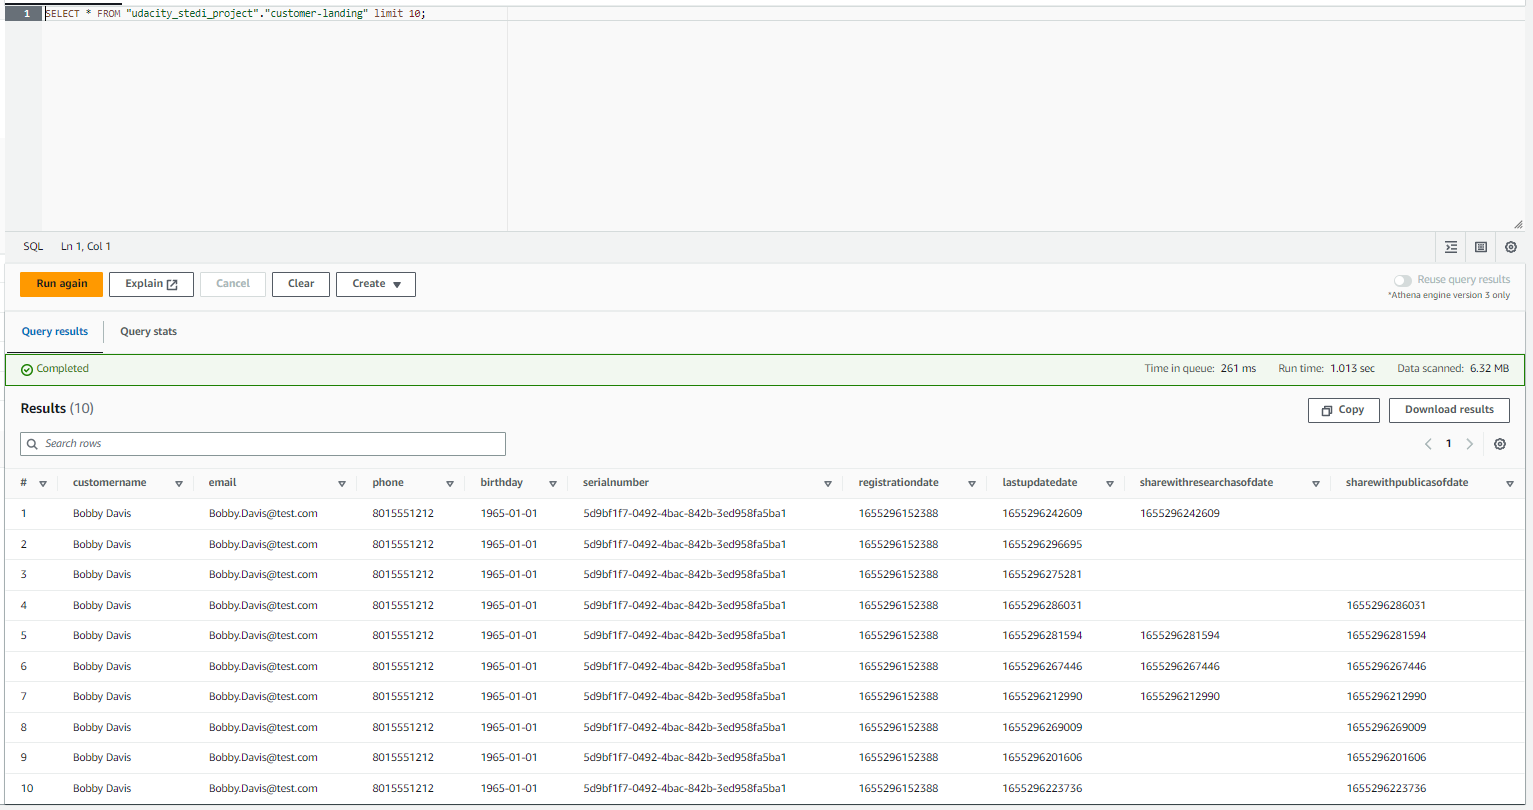 1 SELECT * FROM "udacity_stedi_project"."customer-landing" limit 10;
SQL Ln 1, Col 1
Run again Explain Cancel Clear Create Reuse query results
*Athena engine version 3 only
Query results Query stats
Completed Time in queue: 261 ms Run time: 1.013 sec Data scanned: 6.32 MB
Results (10) Copy Download results
Search rows 1
# customername email phone birthday serialnumber registrationdate lastupdatedate sharewithresearchasofdate sharewithpublicasofdate
1 Bobby Davis Bobby.Davis@test.com 8015551212 1965-01-01 5d9bf1f7-0492-4bac-842b-3ed958fa5ba1 1655296152388 1655296242609 1655296242609
2 Bobby Davis Bobby.Davis@test.com 8015551212 1965-01-01 5d9bf1f7-0492-4bac-842b-3ed958fa5ba1 1655296152388 1655296296695
3 Bobby Davis Bobby.Davis@test.com 8015551212 1965-01-01 5d9bf1f7-0492-4bac-842b-3ed958fa5ba1 1655296152388 1655296275281
4 Bobby Davis Bobby.Davis@test.com 8015551212 1965-01-01 5d9bf1f7-0492-4bac-842b-3ed958fa5ba1 1655296152388 1655296286031 1655296286031
5 Bobby Davis Bobby.Davis@test.com 8015551212 1965-01-01 5d9bf1f7-0492-4bac-842b-3ed958fa5ba1 1655296152388 1655296281594 1655296281594 1655296281594
6 Bobby Davis Bobby.Davis@test.com 8015551212 1965-01-01 5d9bf1f7-0492-4bac-842b-3ed958fa5ba1 1655296152388 1655296267446 1655296267446 1655296267446
7 Bobby Davis Bobby.Davis@test.com 8015551212 1965-01-01 5d9bf1f7-0492-4bac-842b-3ed958fa5ba1 1655296152388 1655296212990 1655296212990 1655296212990
8 Bobby Davis Bobby.Davis@test.com 8015551212 1965-01-01 5d9bf1f7-0492-4bac-842b-3ed958fa5ba1 1655296152388 1655296269009 1655296269009
9 Bobby Davis Bobby.Davis@test.com 8015551212 1965-01-01 5d9bf1f7-0492-4bac-842b-3ed958fa5ba1 1655296152388 1655296201606 1655296201606
10 Bobby Davis Bobby.Davis@test.com 8015551212 1965-01-01 5d9bf1f7-0492-4bac-842b-3ed958fa5ba1 1655296152388 1655296223736 1655296223736